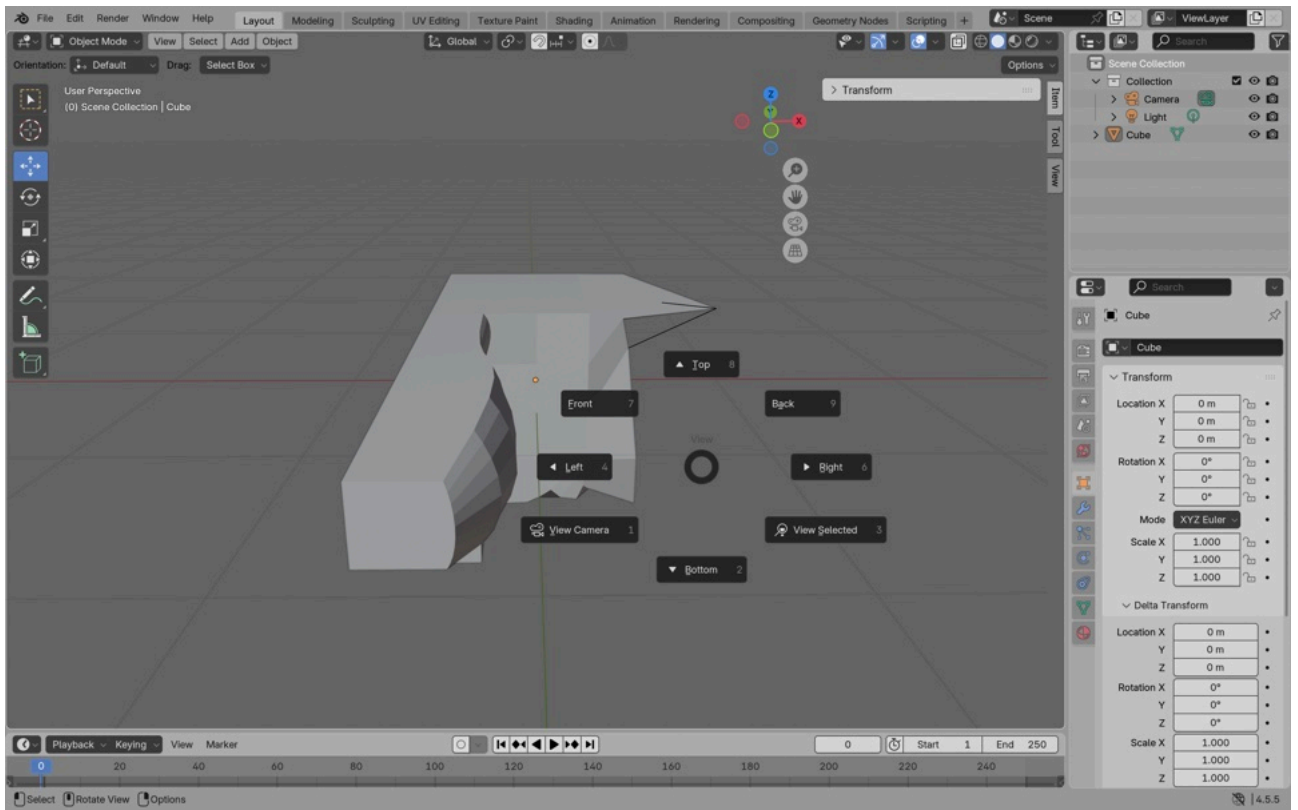 File Edit Render Window Help Layout Modeling Sculpting UV Editing Texture Paint Shading Animation Rendering Compositing Geometry Nodes Scripting + Scene ViewLayer
Object Mode View Select Add Object Global Search
Orientation: Default Drag: Select Box Options
User Perspective
(0) Scene Collection | Cube
Z
Y
X
> Transform
Item
Tool
View
Scene Collection
Collection
Camera
Light
Cube
Top 8
Front 7
Back 9
View
Left 4
Right 6
View Camera 1
View Selected 3
Bottom 2
Search
Cube
Cube
Transform
Location X 0 m
Y 0 m
Z 0 m
Rotation X 0°
Y 0°
Z 0°
Mode XYZ Euler
Scale X 1.000
Y 1.000
Z 1.000
Delta Transform
Location X 0 m
Y 0 m
Z 0 m
Rotation X 0°
Y 0°
Z 0°
Scale X 1.000
Y 1.000
Z 1.000
Playback Keying View Marker 0 Start 1 End 250
0 20 40 60 80 100 120 140 160 180 200 220 240
Select Rotate View Options 4.5.5